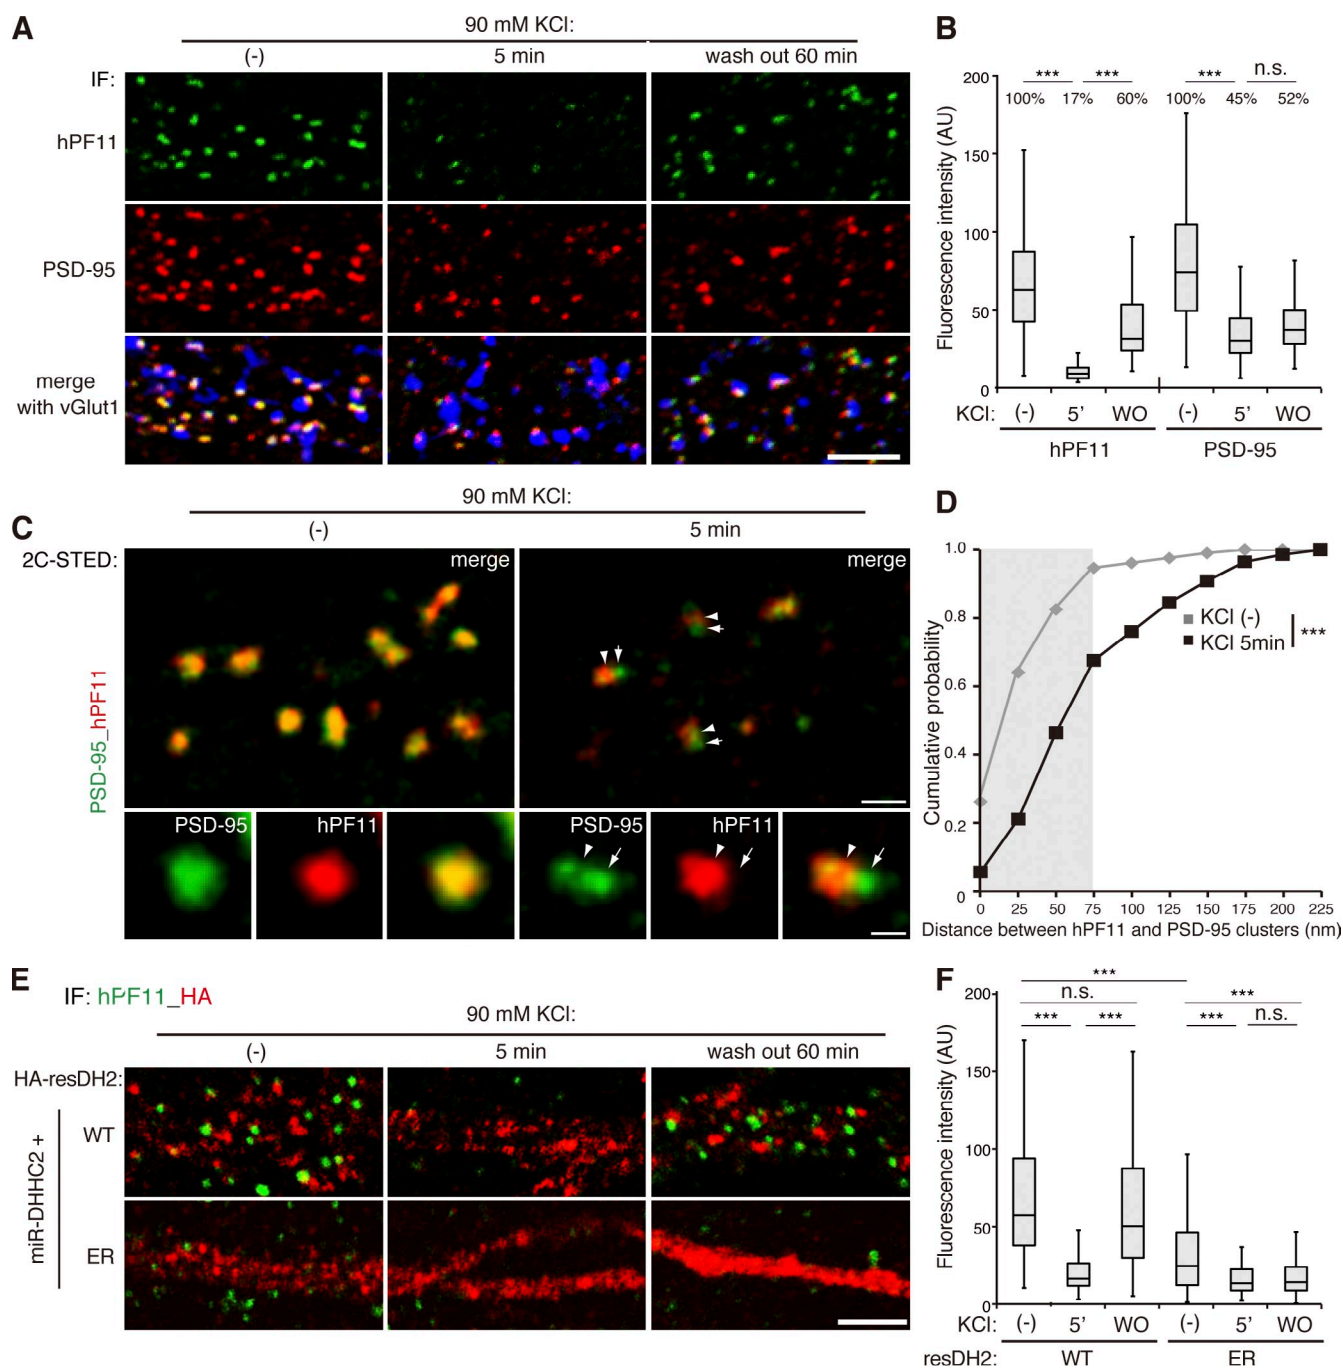 A
90 mM KCl:
(-) 5 min wash out 60 min
IF:
hPF11
PSD-95
merge
with vGlut1
B
Fluorescence intensity (AU)
200
150
100
50
0
*** *** *** n.s.
100% 17% 60% 100% 45% 52%
KCl: (-) 5' WO (-) 5' WO
hPF11 PSD-95
C
90 mM KCl:
(-) 5 min
2C-STED:
merge merge
PSD-95_hPF11
PSD-95 hPF11 PSD-95 hPF11
D
Cumulative probability
1.0
0.8
0.6
0.4
0.2
0
KCl (-)
KCl 5min
***
0 25 50 75 100 125 150 175 200 225
Distance between hPF11 and PSD-95 clusters (nm)
E
IF: hPF11_HA
90 mM KCl:
(-) 5 min wash out 60 min
HA-resDH2:
miR-DHHC2 +
WT
ER
F
Fluorescence intensity (AU)
200
150
100
50
0
***
n.s. ***
*** *** *** n.s.
KCl: (-) 5' WO (-) 5' WO
resDH2: WT ER